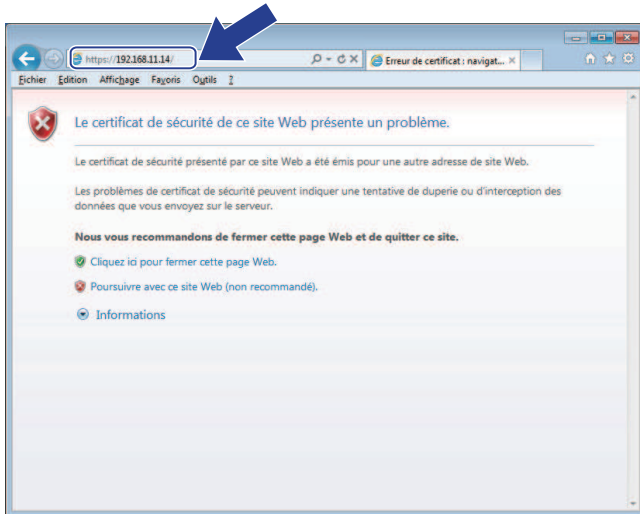 https://192.168.11.14/
Erreur de certificat : navigat...
Fichier Edition Affichage Favoris Outils ?
Le certificat de sécurité de ce site Web présente un problème.
Le certificat de sécurité présenté par ce site Web a été émis pour une autre adresse de site Web.
Les problèmes de certificat de sécurité peuvent indiquer une tentative de duperie ou d'interception des
données que vous envoyez sur le serveur.
Nous vous recommandons de fermer cette page Web et de quitter ce site.
Cliquez ici pour fermer cette page Web.
Poursuivre avec ce site Web (non recommandé).
Informations